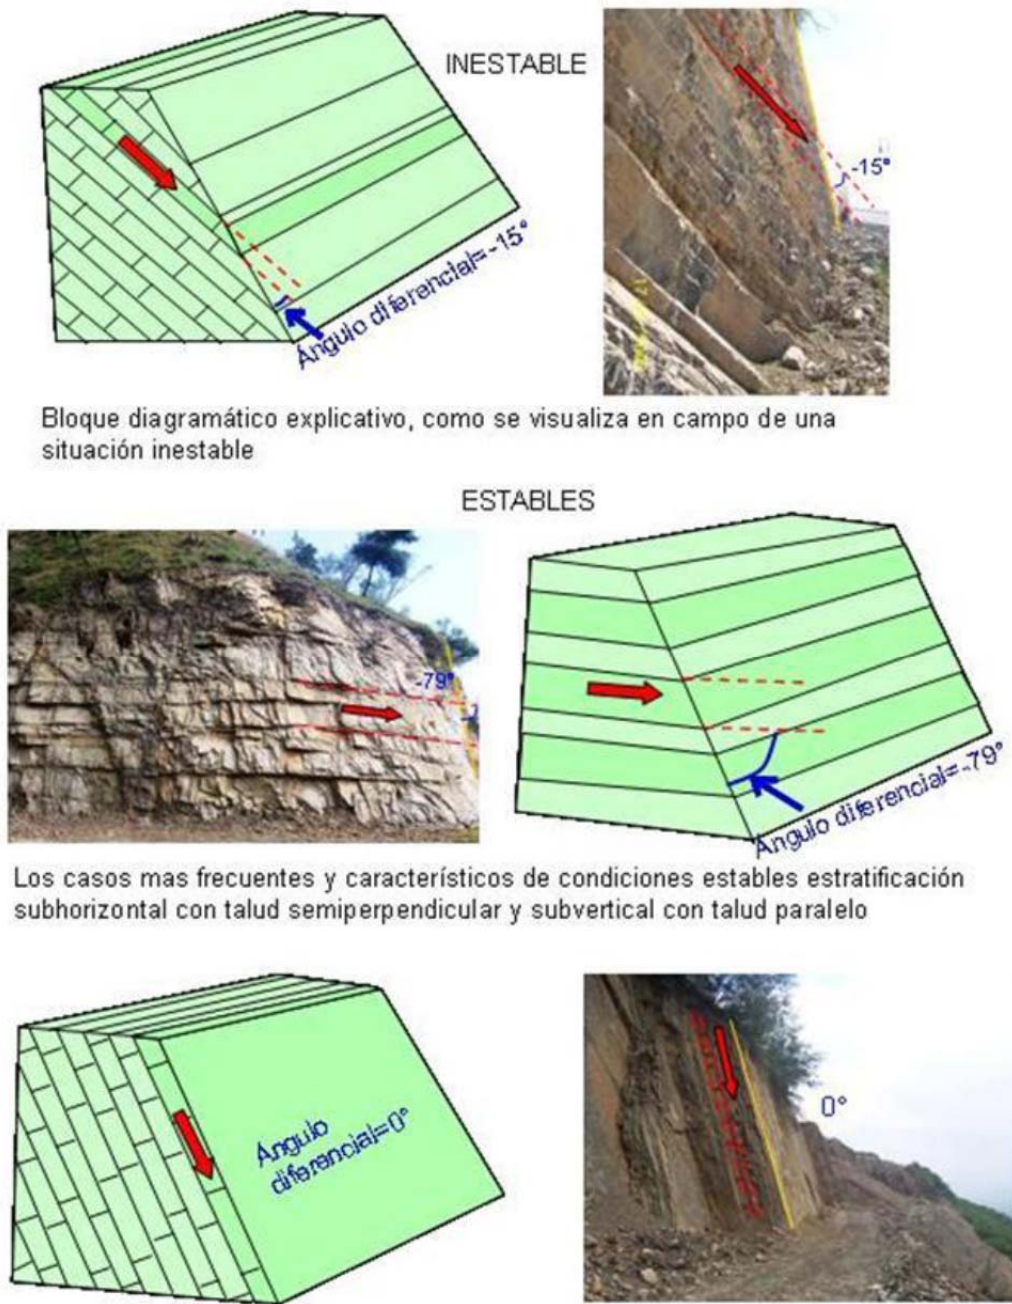 INESTABLE
-15°
Ángulo diferencial=-15°
Bloque diagramático explicativo, como se visualiza en campo de una
situación inestable
ESTABLES
-79°
Ángulo diferencial=-79°
Los casos mas frecuentes y característicos de condiciones estables estratificación
subhorizontal con talud semiperpendicular y subvertical con talud paralelo
Angulo
diferencial=0°
0°